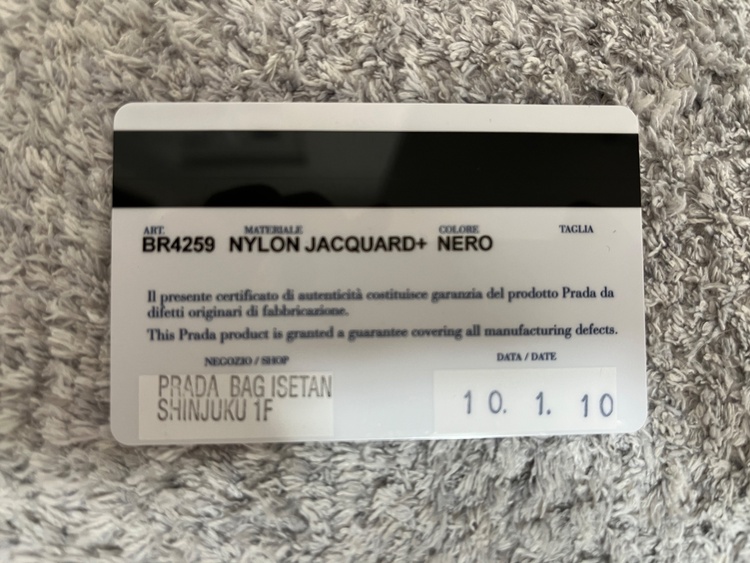 ART. MATERIALE COLORE TAGLIA
BR4259 NYLON JACQUARD+ NERO
Il presente certificato di autenticità costituisce garanzia del prodotto Prada da
difetti originari di fabbricazione.
This Prada product is granted a guarantee covering all manufacturing defects.
NEGOZIO / SHOP DATA / DATE
PRADA BAG ISETAN
SHINJUKU 1F
10. 1. 10